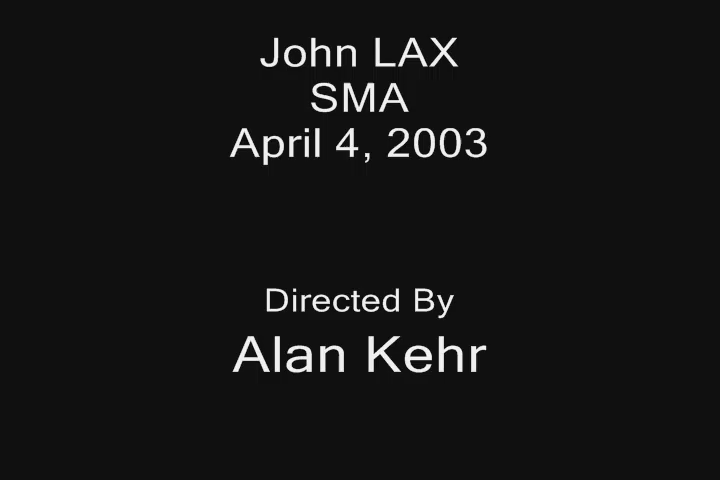 John LAX
SMA
April 4, 2003
Directed By
Alan Kehr